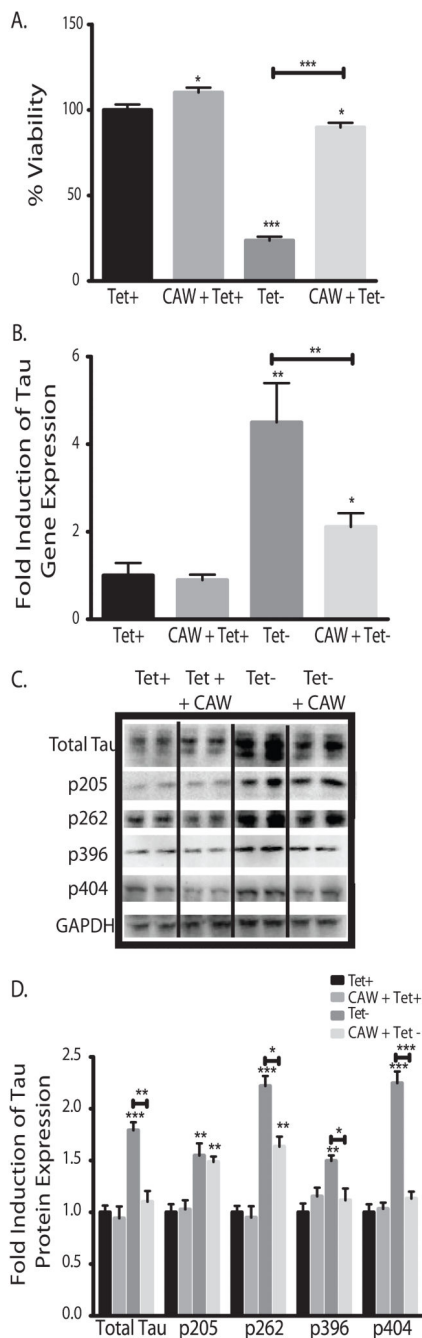 A.
150
***
*
*
100
% Viability
50
***
0
Tet+ CAW + Tet+ Tet- CAW + Tet-
B.
6
**
**
Fold Induction of Tau
Gene Expression
4
*
2
0
Tet+ CAW + Tet+ Tet- CAW + Tet-
C.
Tet+ Tet + + CAW Tet- Tet- + CAW
Total Tau
p205
p262
p396
p404
GAPDH
D.
Tet+
CAW + Tet+
Tet-
CAW + Tet -
Fold Induction of Tau
Protein Expression
2.5
* ***
*** ***
**
***
2.0
**
*
** ** **
1.5
1.0
0.5
0.0
Total Tau p205 p262 p396 p404